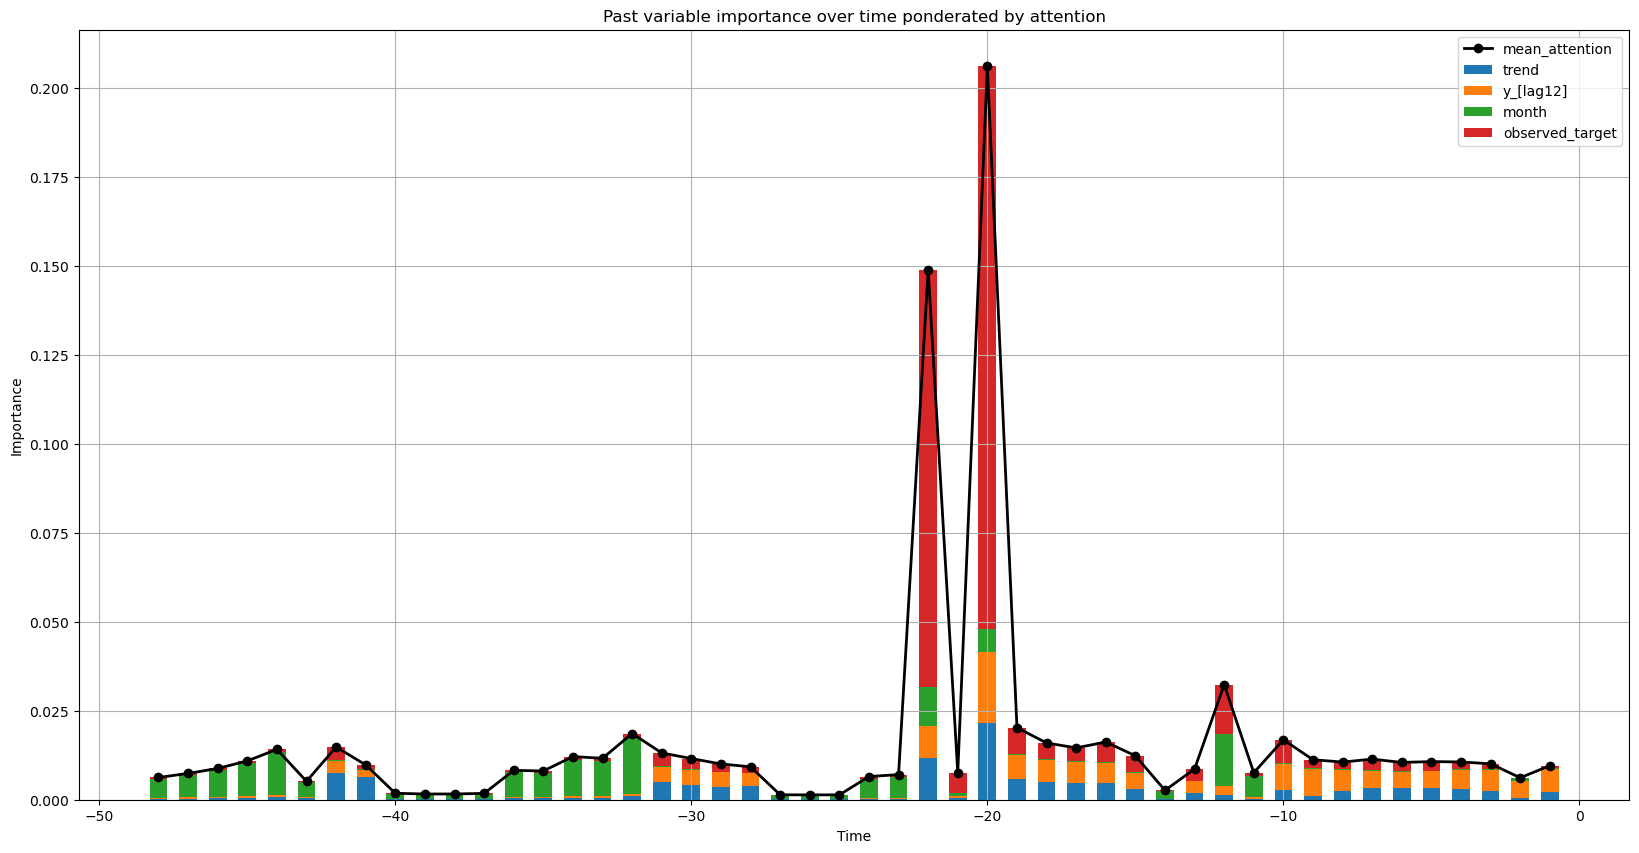 Past variable importance over time ponderated by attention
mean_attention
trend
y_[lag12]
month
observed_target
0.200
0.175
0.150
0.125
0.100
0.075
0.050
0.025
0.000
Importance
−50
−40
−30
−20
−10
0
Time